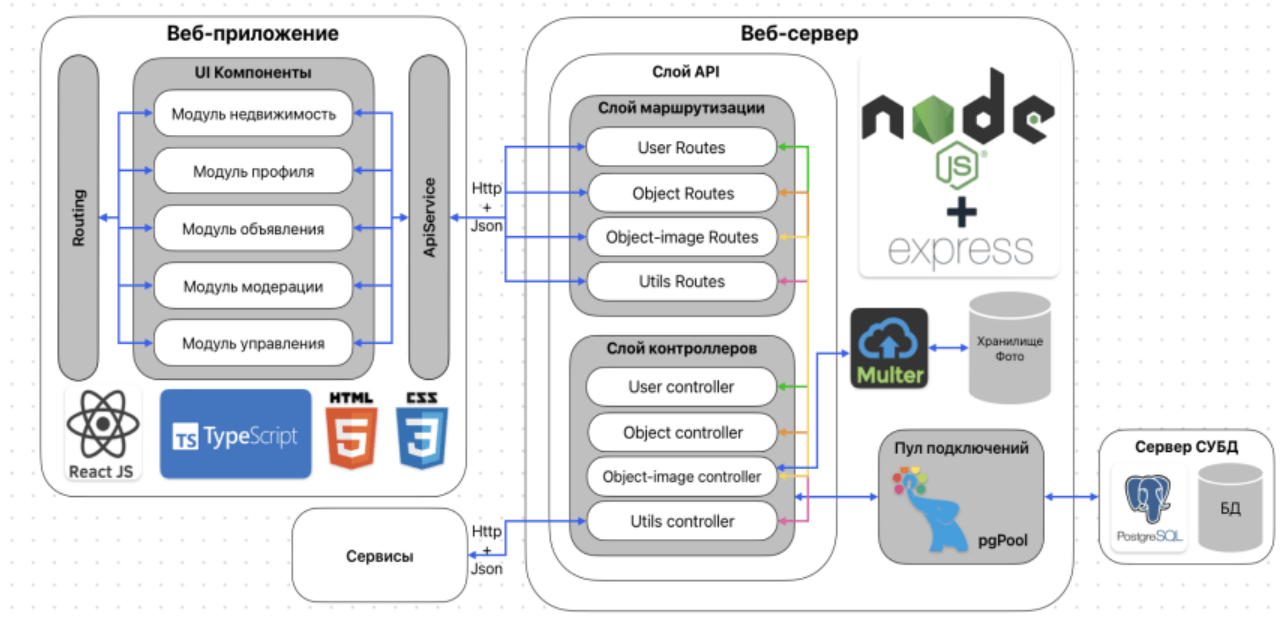 Веб-приложение
Routing
UI Компоненты
Модуль недвижимость
Модуль профиля
Модуль объявления
Модуль модерации
Модуль управления
ApiService
React JS
TS TypeScript
HTML
5
CSS
3
Http
+
Json
Веб-сервер
Слой API
Слой маршрутизации
User Routes
Object Routes
Object-image Routes
Utils Routes
Слой контроллеров
User controller
Object controller
Object-image controller
Utils controller
node
JS
+
express
Multer
Хранилище
Фото
Пул подключений
pgPool
Сервер СУБД
PostgreSQL
БД
Сервисы
Http
+
Json